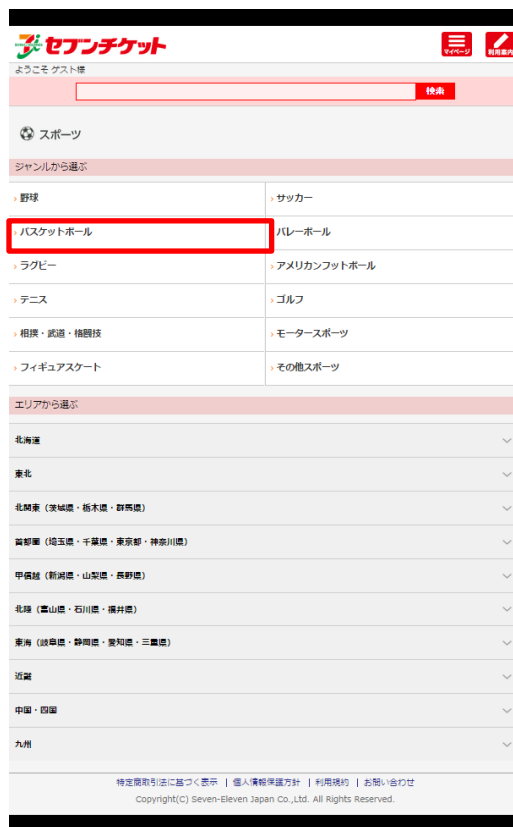 セブンチケット
マイページ
利用案内
ようこそ ゲスト様
検索
スポーツ
ジャンルから選ぶ
野球
サッカー
バスケットボール
バレーボール
ラグビー
アメリカンフットボール
テニス
ゴルフ
相撲・武道・格闘技
モータースポーツ
フィギュアスケート
その他スポーツ
エリアから選ぶ
北海道
東北
北関東（茨城県・栃木県・群馬県）
首都圏（埼玉県・千葉県・東京都・神奈川県）
甲信越（新潟県・山梨県・長野県）
北陸（富山県・石川県・福井県）
東海（岐阜県・静岡県・愛知県・三重県）
近畿
中国・四国
九州
特定商取引法に基づく表示 | 個人情報保護方針 | 利用規約 | お問い合わせ
Copyright(C) Seven-Eleven Japan Co.,Ltd. All Rights Reserved.